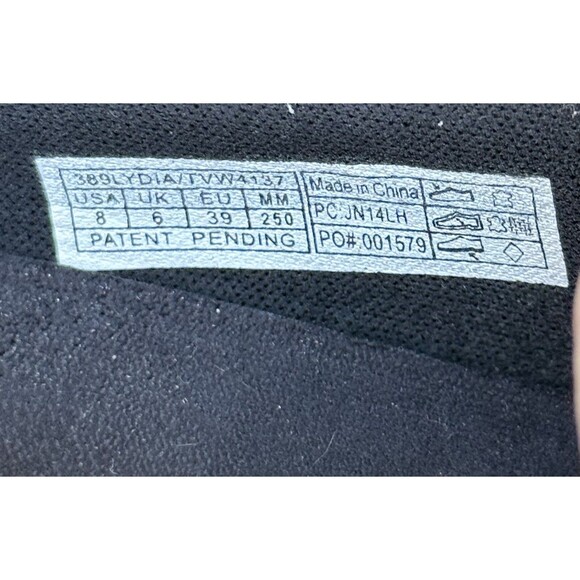 389LYDIA/TVW4137
USA UK EU MM
8 6 39 250
PATENT PENDING
Made in China
PC:JN14LH
PO#:001579